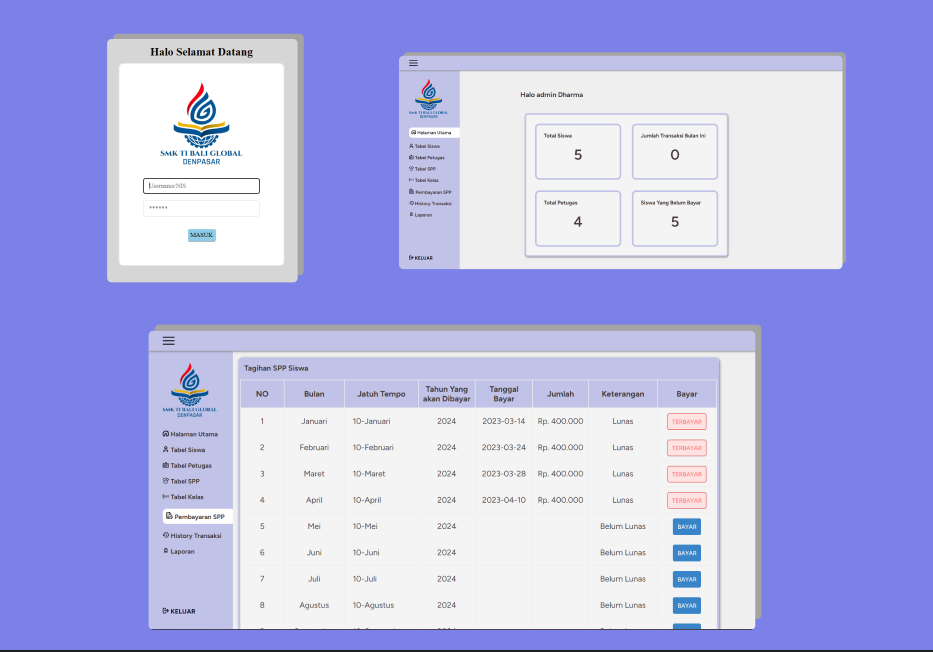 Halo Selamat Datang
SMK TI BALI GLOBAL
DENPASAR
Username/NIS
******
MASUK
SMK TI BALI GLOBAL
DENPASAR
Halaman Utama
Tabel Siswa
Tabel Petugas
Tabel SPP
Tabel Kelas
Pembayaran SPP
History Transaksi
Laporan
KELUAR
Halo admin Dharma
Total Siswa
5
Jumlah Transaksi Bulan Ini
0
Total Petugas
4
Siswa Yang Belum Bayar
5
SMK TI BALI GLOBAL
DENPASAR
Halaman Utama
Tabel Siswa
Tabel Petugas
Tabel SPP
Tabel Kelas
Pembayaran SPP
History Transaksi
Laporan
KELUAR
Tagihan SPP Siswa
NO Bulan Jatuh Tempo Tahun Yang akan Dibayar Tanggal Bayar Jumlah Keterangan Bayar
1 Januari 10-Januari 2024 2023-03-14 Rp. 400.000 Lunas TERBAYAR
2 Februari 10-Februari 2024 2023-03-24 Rp. 400.000 Lunas TERBAYAR
3 Maret 10-Maret 2024 2023-03-28 Rp. 400.000 Lunas TERBAYAR
4 April 10-April 2024 2023-04-10 Rp. 400.000 Lunas TERBAYAR
5 Mei 10-Mei 2024 Belum Lunas BAYAR
6 Juni 10-Juni 2024 Belum Lunas BAYAR
7 Juli 10-Juli 2024 Belum Lunas BAYAR
8 Agustus 10-Agustus 2024 Belum Lunas BAYAR